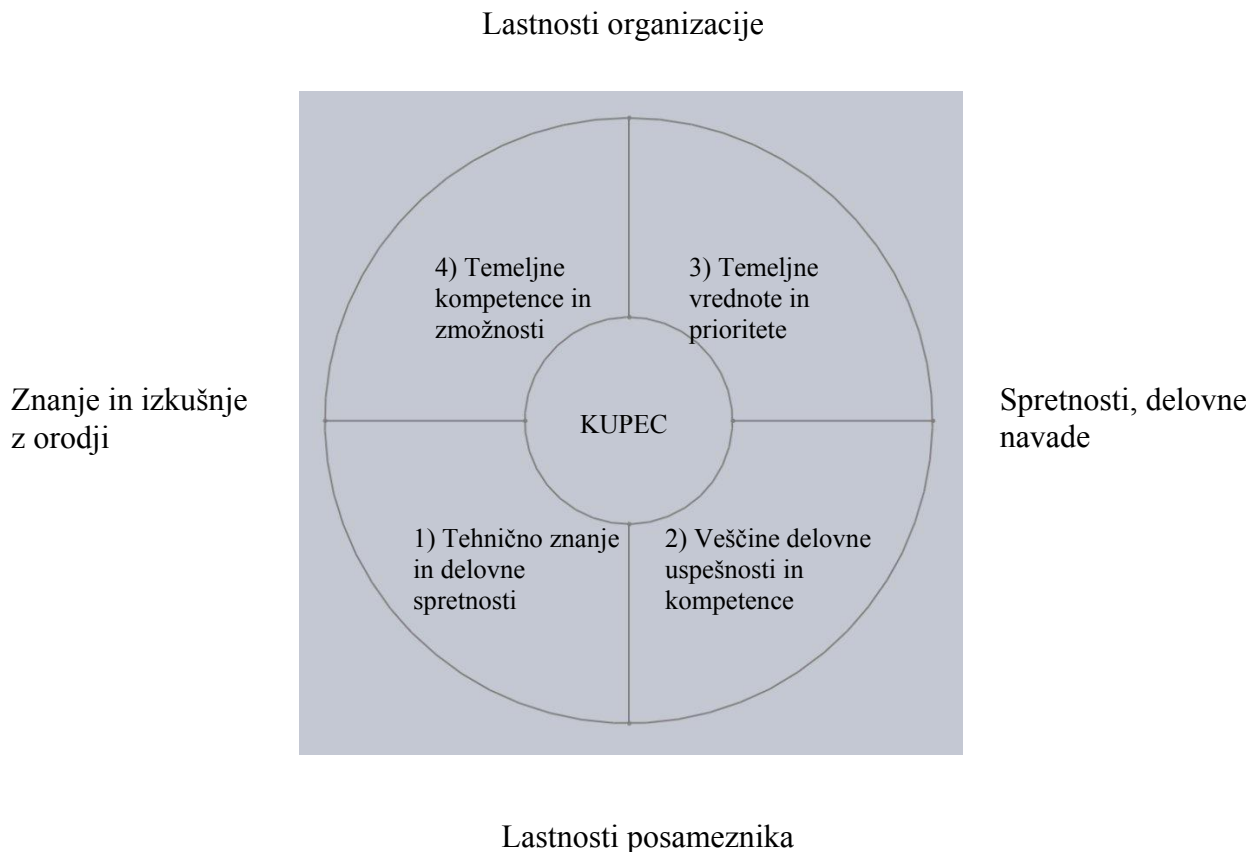 Lastnosti organizacije
4) Temeljne
kompetence in
zmožnosti
3) Temeljne
vrednote in
prioritete
Znanje in izkušnje
z orodji
KUPEC
Spretnosti, delovne
navade
1) Tehnično znanje
in delovne
spretnosti
2) Veščine delovne
uspešnosti in
kompetence
Lastnosti posameznika